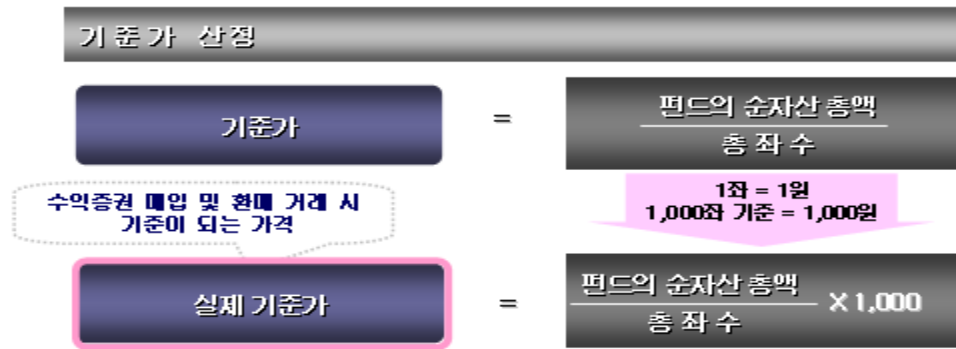 기준가 산정
기준가
=
펀드의 순자산 총액
총 좌 수
수익증권 매입 및 환매 거래 시
기준이 되는 가격
1좌 = 1원
1,000좌 기준 = 1,000원
실제 기준가
=
펀드의 순자산 총액
총 좌 수
X 1,000